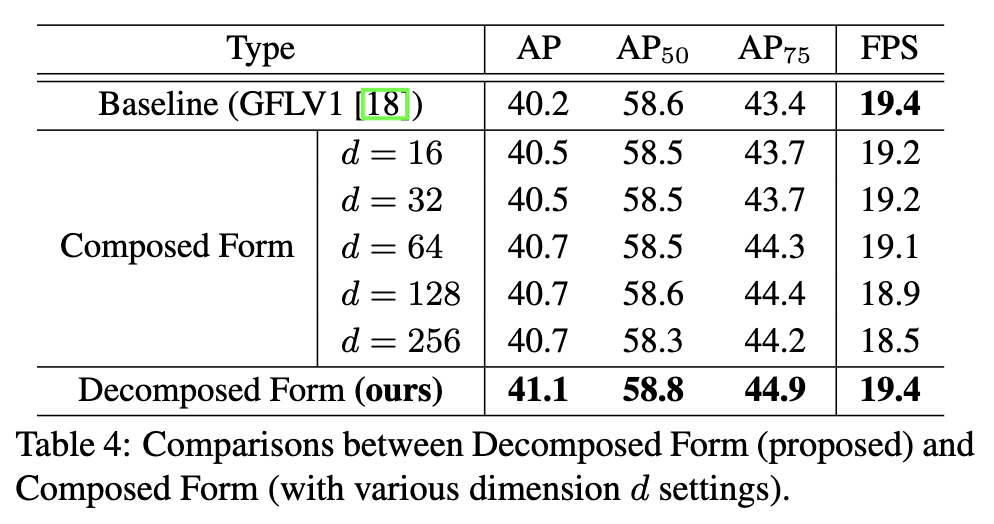 Type AP AP50 AP75 FPS
Baseline (GFLV1 [18]) 40.2 58.6 43.4 19.4
d = 16 40.5 58.5 43.7 19.2
d = 32 40.5 58.5 43.7 19.2
Composed Form d = 64 40.7 58.5 44.3 19.1
d = 128 40.7 58.6 44.4 18.9
d = 256 40.7 58.3 44.2 18.5
Decomposed Form (ours) 41.1 58.8 44.9 19.4
Table 4: Comparisons between Decomposed Form (proposed) and
Composed Form (with various dimension d settings).